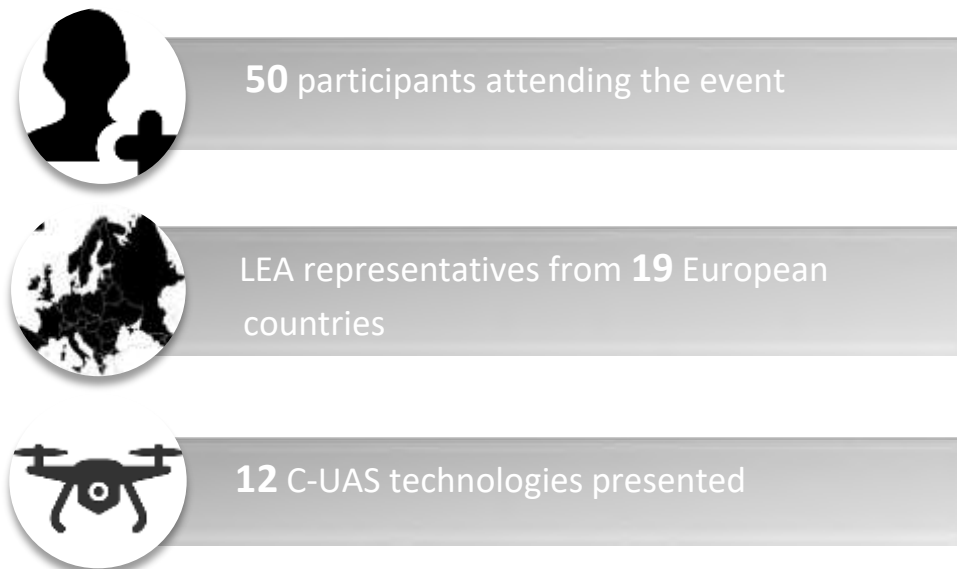 50 participants attending the event
LEA representatives from 19 European
countries
12 C-UAS technologies presented